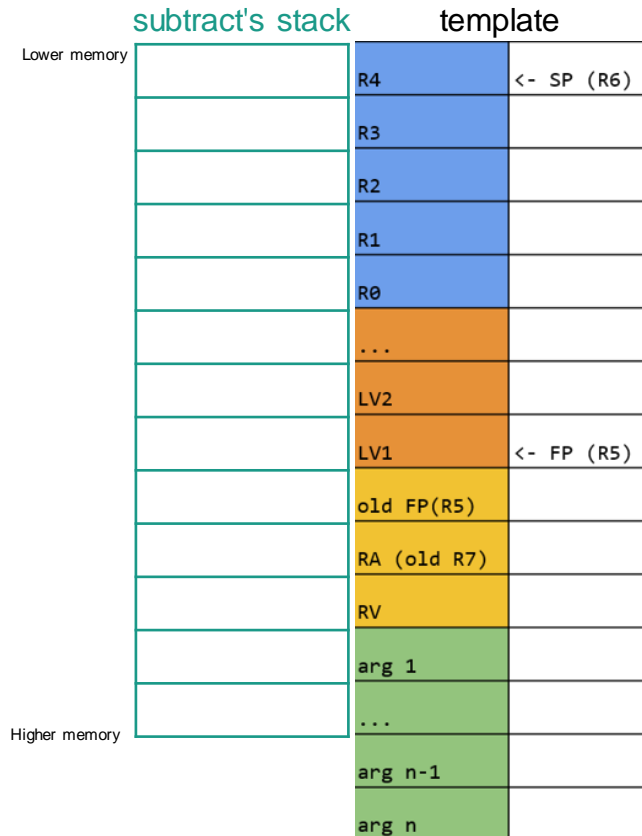 subtract's stack
template
Lower memory
R4
<- SP (R6)
R3
R2
R1
R0
...
LV2
LV1
<- FP (R5)
old FP(R5)
RA (old R7)
RV
arg 1
...
Higher memory
arg n-1
arg n